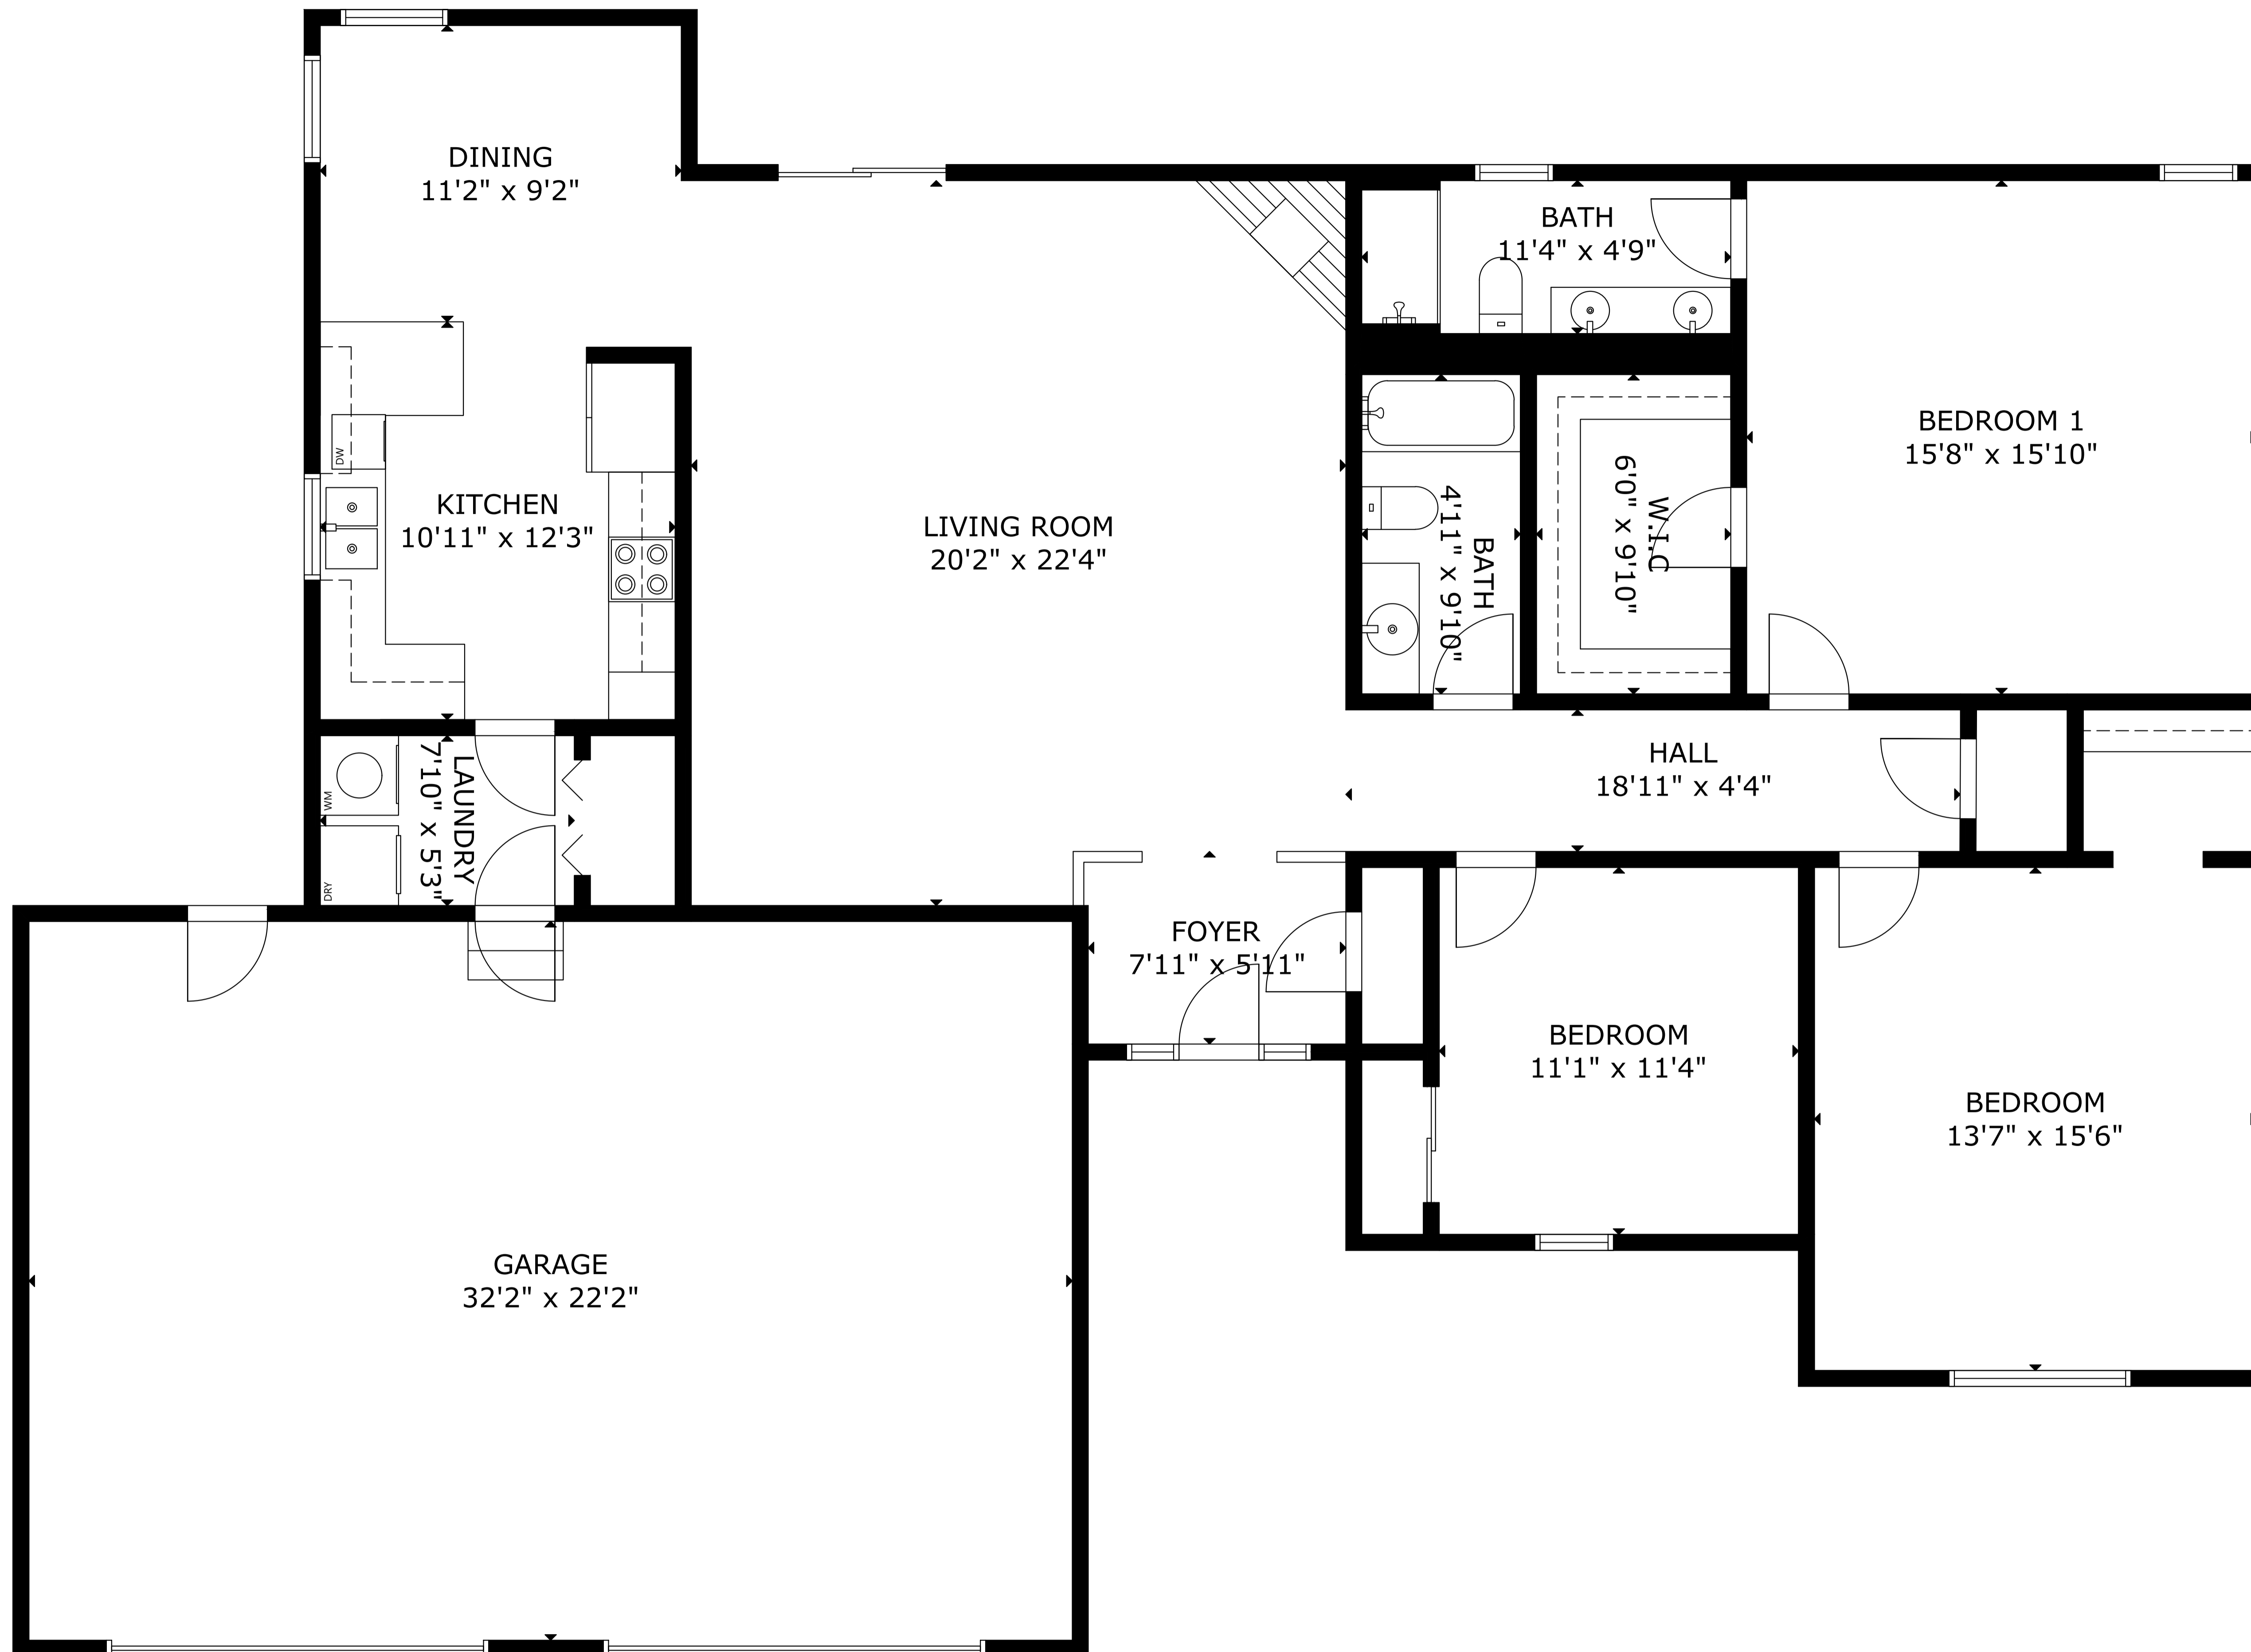 DINING
11'2" x 9'2"
BATH
11'4" x 4'9"
BEDROOM 1
15'8" x 15'10"
DW
KITCHEN
10'11" x 12'3"
LIVING ROOM
20'2" x 22'4"
BATH
4'11" x 9'10"
W.I.C
6'0" x 9'10"
HALL
18'11" x 4'4"
WM
DRY
LAUNDRY
7'10" x 5'3"
FOYER
7'11" x 5'11"
BEDROOM
11'1" x 11'4"
BEDROOM
13'7" x 15'6"
GARAGE
32'2" x 22'2"